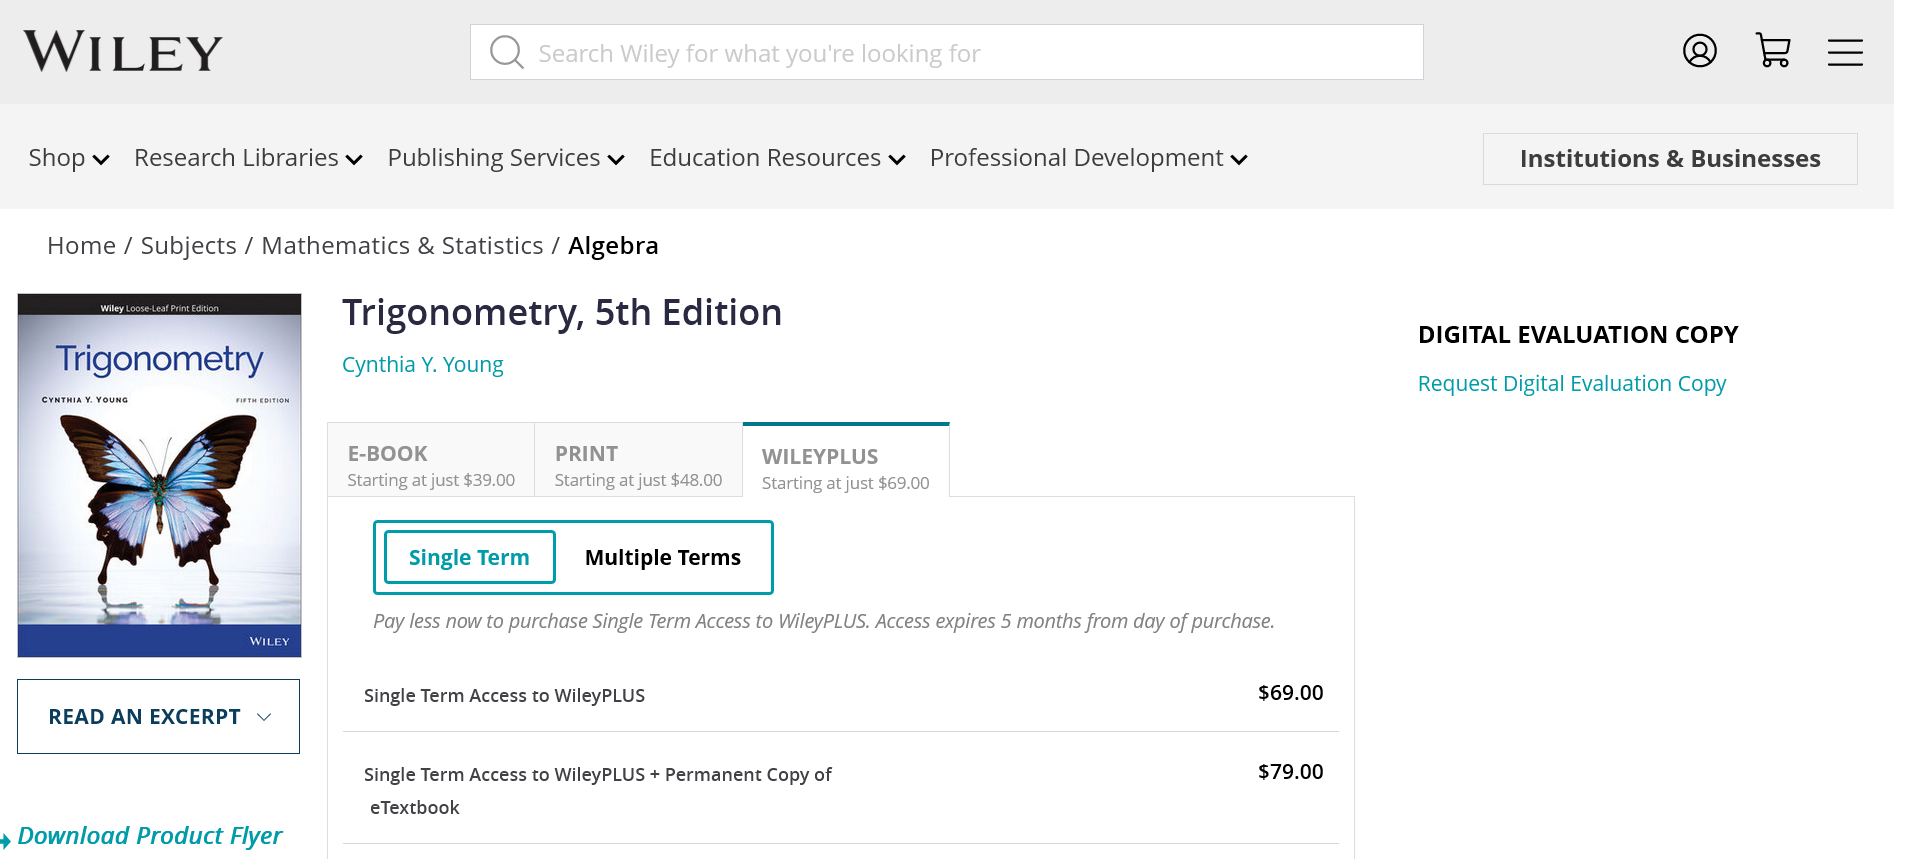 WILEY
Search Wiley for what you're looking for
Shop Research Libraries Publishing Services Education Resources Professional Development
Institutions & Businesses
Home / Subjects / Mathematics & Statistics / Algebra
Wiley Loose-Leaf Print Edition
Trigonometry
CYNTHIA Y. YOUNG
FIFTH EDITION
WILEY
READ AN EXCERPT
Download Product Flyer
Trigonometry, 5th Edition
Cynthia Y. Young
E-BOOK
Starting at just $39.00
PRINT
Starting at just $48.00
WILEYPLUS
Starting at just $69.00
Single Term
Multiple Terms
Pay less now to purchase Single Term Access to WileyPLUS. Access expires 5 months from day of purchase.
Single Term Access to WileyPLUS $69.00
Single Term Access to WileyPLUS + Permanent Copy of $79.00
eTextbook
DIGITAL EVALUATION COPY
Request Digital Evaluation Copy